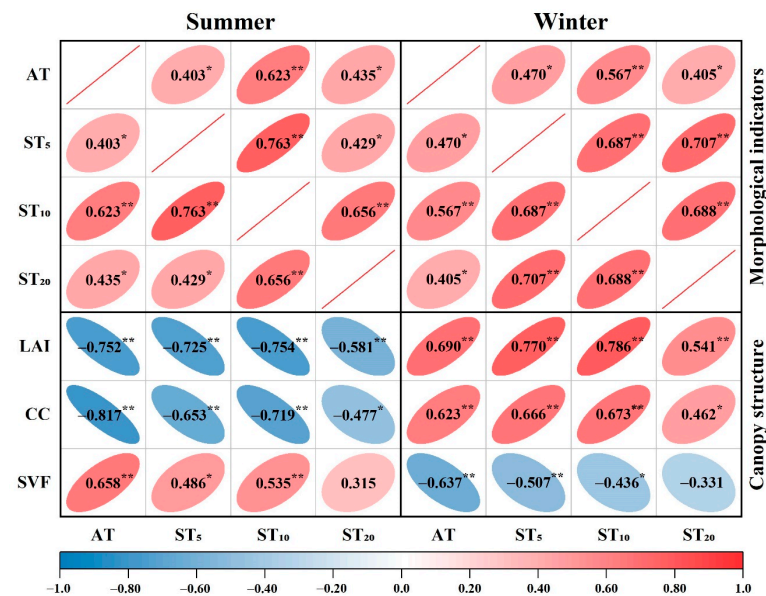 Summer Winter
AT 0.403* 0.623** 0.435* 0.470* 0.567** 0.405*
ST₅ 0.403* 0.763** 0.429* 0.470* 0.687** 0.707**
ST₁₀ 0.623** 0.763** 0.656** 0.567** 0.687** 0.688**
ST₂₀ 0.435* 0.429* 0.656** 0.405* 0.707** 0.688**
Morphological indicators
LAI −0.752** −0.725** −0.754** −0.581** 0.690** 0.770** 0.786** 0.541**
CC −0.817** −0.653** −0.719** −0.477* 0.623** 0.666** 0.673** 0.462*
SVF 0.658** 0.486* 0.535** 0.315 −0.637** −0.507** −0.436* −0.331
Canopy structure
AT ST₅ ST₁₀ ST₂₀ AT ST₅ ST₁₀ ST₂₀
−1.0 −0.80 −0.60 −0.40 −0.20 0.0 0.20 0.40 0.60 0.80 1.0